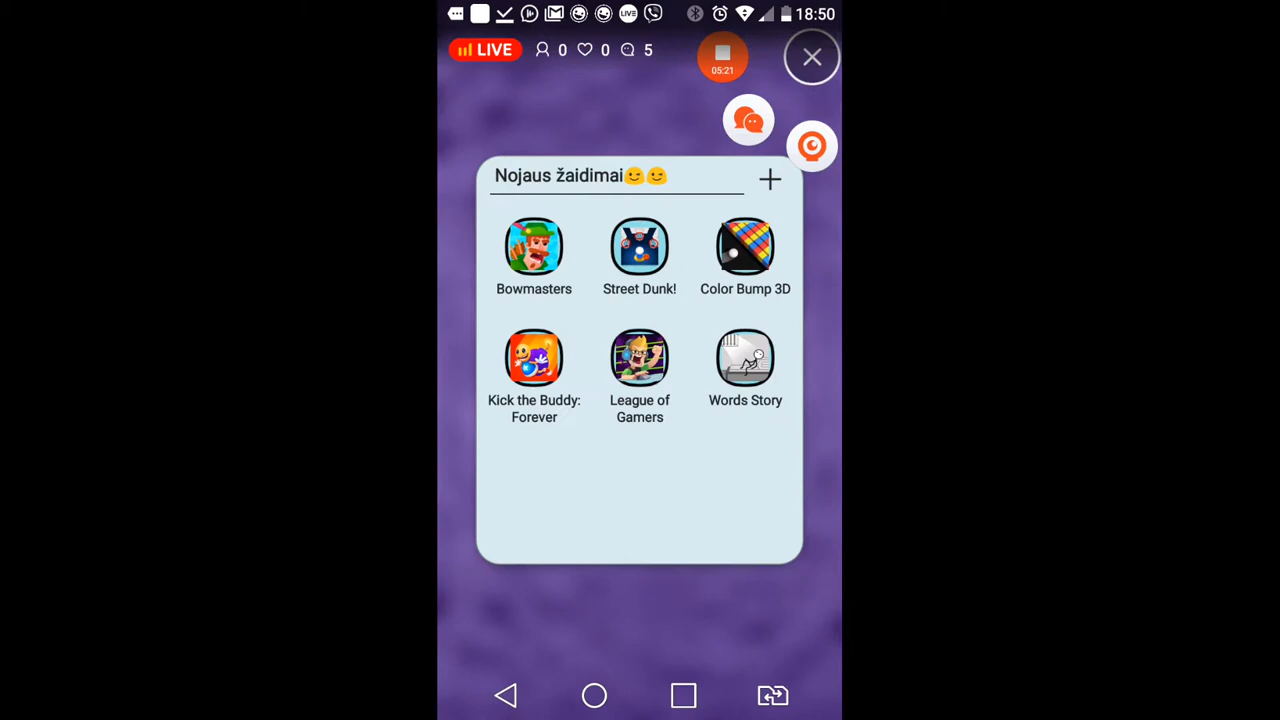 LIVE 18:50
LIVE 0 0 5
05:21
Nojaus žaidimai😉😉
Bowmasters Street Dunk! Color Bump 3D
Kick the Buddy: Forever League of Gamers Words Story